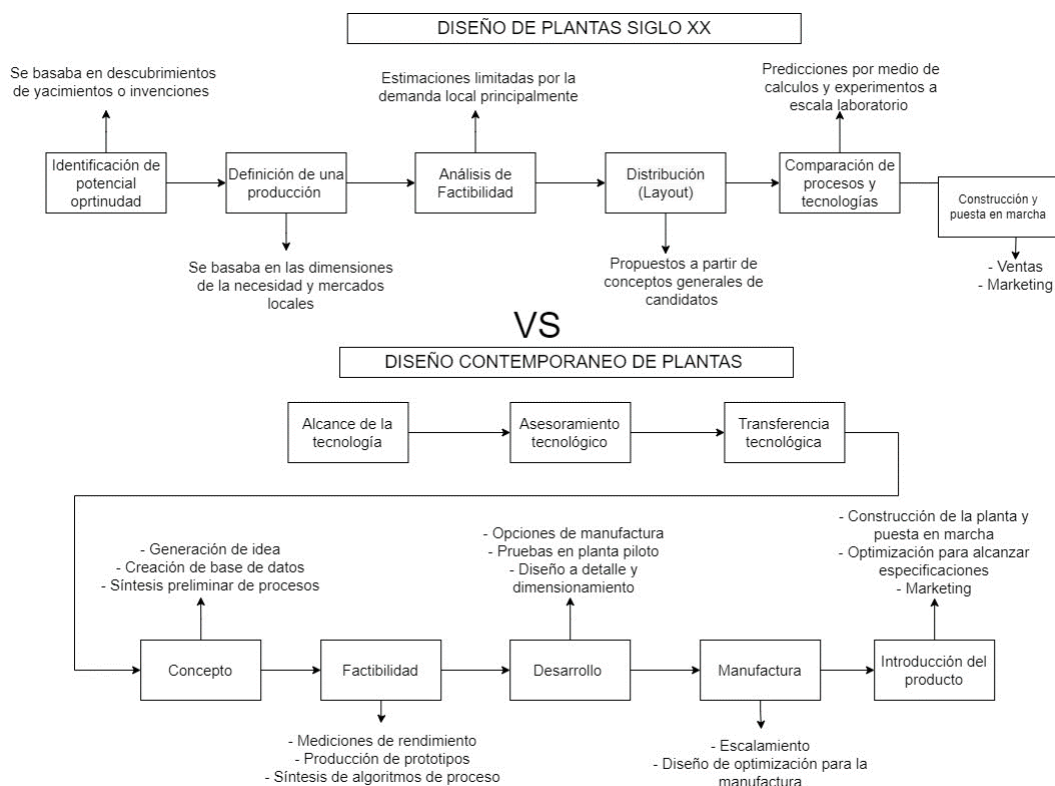 DISEÑO DE PLANTAS SIGLO XX
Se basaba en descubrimientos
de yacimientos o invenciones
Estimaciones limitadas por la
demanda local principalmente
Predicciones por medio de
calculos y experimentos a
escala laboratorio
Identificación de
potencial
oprtinudad
Definición de una
producción
Análisis de
Factibilidad
Distribución
(Layout)
Comparación de
procesos y
tecnologías
Construcción y
puesta en marcha
Se basaba en las dimensiones
de la necesidad y mercados
locales
Propuestos a partir de
conceptos generales de
candidatos
- Ventas
- Marketing
VS
DISEÑO CONTEMPORANEO DE PLANTAS
Alcance de la
tecnología
Asesoramiento
tecnológico
Transferencia
tecnológica
- Generación de idea
- Creación de base de datos
- Síntesis preliminar de procesos
- Opciones de manufactura
- Pruebas en planta piloto
- Diseño a detalle y
dimensionamiento
- Construcción de la planta y
puesta en marcha
- Optimización para alcanzar
especificaciones
- Marketing
Concepto
Factibilidad
Desarrollo
Manufactura
Introducción del
producto
- Mediciones de rendimiento
- Producción de prototipos
- Síntesis de algoritmos de proceso
- Escalamiento
- Diseño de optimización para la
manufactura